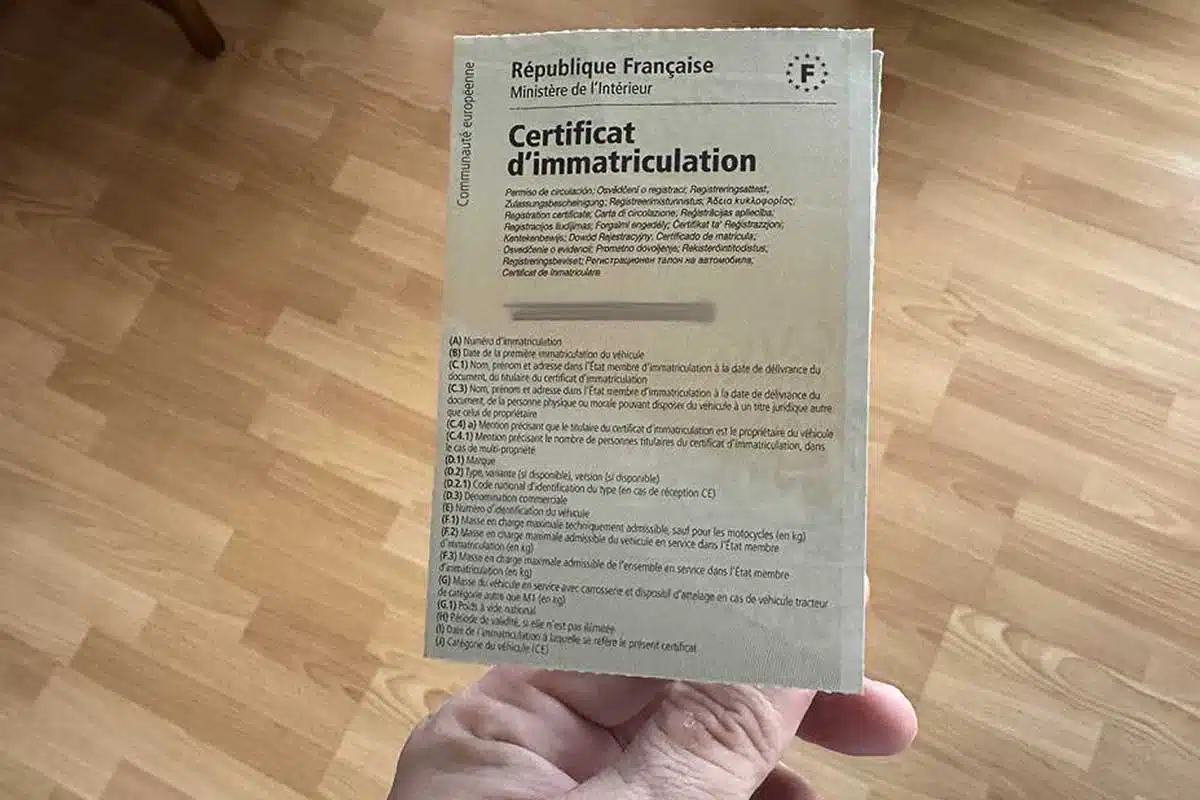 Communauté européenne
République Française
Ministère de l'Intérieur
F
Certificat
d'immatriculation
Permiso de circulación; Osvědčení o registraci; Registreringsattest;
Zulassungsbescheinigung; Registreerimistunnistus; Άδεια κυκλοφορίας;
Registration certificate; Carta di circolazione; Reģistrācijas apliecība;
Registracijos liudijimas; Forgalmi engedély; Ċertifikat ta' Reġistrazzjoni;
Kentekenbewijs; Dowód Rejestracyjny; Certificado de matrícula;
Osvedčenie o evidencii; Prometno dovoljenje; Rekisteröintitodistus;
Registreringsbeviset; Регистрационен талон на автомобила;
Certificat de înmatriculare
(A) Numéro d'immatriculation
(B) Date de la première immatriculation du véhicule
(C.1) Nom, prénom et adresse dans l'État membre d'immatriculation à la date de délivrance du
document, du titulaire du certificat d'immatriculation
(C.3) Nom, prénom et adresse dans l'État membre d'immatriculation à la date de délivrance du
document, de la personne physique ou morale pouvant disposer du véhicule à un titre juridique autre
que celui de propriétaire
(C.4) a) Mention précisant que le titulaire du certificat d'immatriculation est le propriétaire du véhicule
(C.4.1) Mention précisant le nombre de personnes titulaires du certificat d'immatriculation, dans
le cas de multi-propriété
(D.1) Marque
(D.2) Type, variante (si disponible), version (si disponible)
(D.2.1) Code national d'identification du type (en cas de réception CE)
(D.3) Dénomination commerciale
(E) Numéro d'identification du véhicule
(F.1) Masse en charge maximale techniquement admissible, sauf pour les motocycles (en kg)
(F.2) Masse en charge maximale admissible du véhicule en service dans l'État membre
d'immatriculation (en kg)
(F.3) Masse en charge maximale admissible de l'ensemble en service dans l'État membre
d'immatriculation (en kg)
(G) Masse du véhicule en service avec carrosserie et dispositif d'attelage en cas de véhicule tracteur
de catégorie autre que M1 (en kg)
(G.1) Poids à vide national
(H) Période de validité, si elle n'est pas illimitée
(I) Date de l'immatriculation à laquelle se réfère le présent certificat
(J) Catégorie du véhicule (CE)